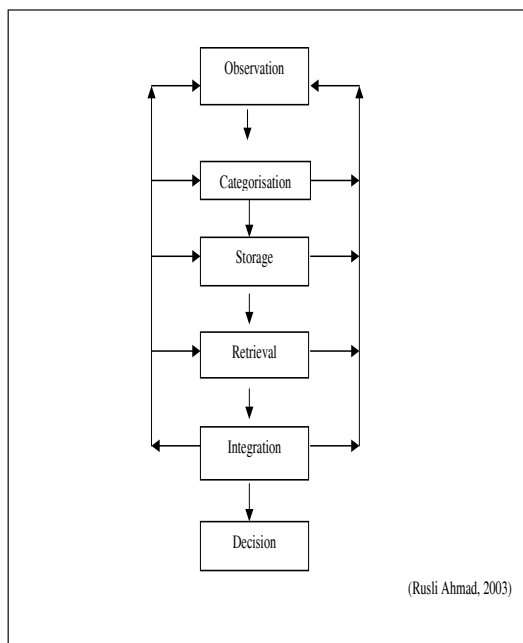 Observation
Categorisation
Storage
Retrieval
Integration
Decision
(Rusli Ahmad, 2003)